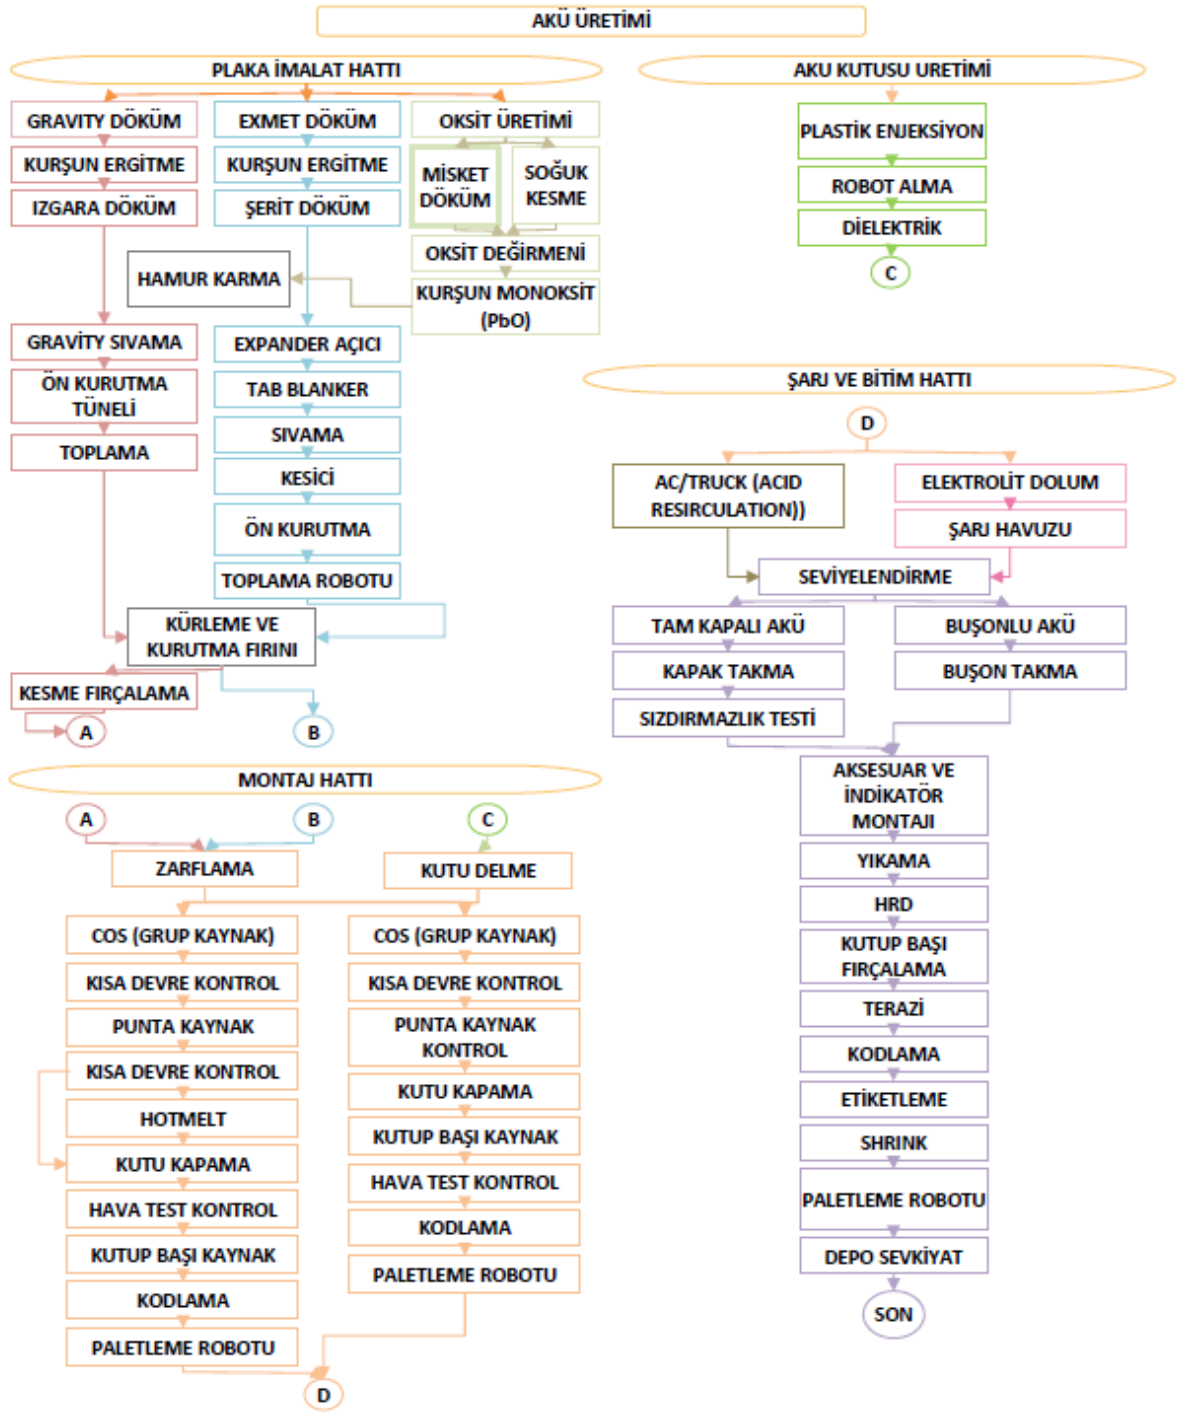 AKÜ ÜRETİMİ
PLAKA İMALAT HATTI
GRAVITY DÖKÜM
KURŞUN ERGİTME
IZGARA DÖKÜM
EXMET DÖKÜM
KURŞUN ERGİTME
ŞERİT DÖKÜM
OKSİT ÜRETİMİ
MİSKET
DÖKÜM
SOĞUK
KESME
OKSİT DEĞİRMENİ
KURŞUN MONOKSİT
(PbO)
HAMUR KARMA
GRAVİTY SIVAMA
ÖN KURUTMA
TÜNELİ
TOPLAMA
EXPANDER AÇICI
TAB BLANKER
SIVAMA
KESİCİ
ÖN KURUTMA
TOPLAMA ROBOTU
KÜRLEME VE
KURUTMA FIRINI
KESME FIRÇALAMA
A
B
AKU KUTUSU URETİMİ
PLASTİK ENJEKSİYON
ROBOT ALMA
DİELEKTRİK
C
MONTAJ HATTI
A
B
C
ZARFLAMA
KUTU DELME
COS (GRUP KAYNAK)
KISA DEVRE KONTROL
PUNTA KAYNAK
KISA DEVRE KONTROL
HOTMELT
KUTU KAPAMA
HAVA TEST KONTROL
KUTUP BAŞI KAYNAK
KODLAMA
PALETLEME ROBOTU
COS (GRUP KAYNAK)
KISA DEVRE KONTROL
PUNTA KAYNAK
KONTROL
KUTU KAPAMA
KUTUP BAŞI KAYNAK
HAVA TEST KONTROL
KODLAMA
PALETLEME ROBOTU
D
ŞARJ VE BİTİM HATTI
D
AC/TRUCK (ACID
RESIRCULATION))
ELEKTROLİT DOLUM
ŞARJ HAVUZU
SEVİYELENDİRME
TAM KAPALI AKÜ
KAPAK TAKMA
SIZDIRMAZLIK TESTİ
BUŞONLU AKÜ
BUŞON TAKMA
AKSESUAR VE
İNDİKATÖR
MONTAJI
YIKAMA
HRD
KUTUP BAŞI
FIRÇALAMA
TERAZİ
KODLAMA
ETİKETLEME
SHRINK
PALETLEME ROBOTU
DEPO SEVKİYAT
SON